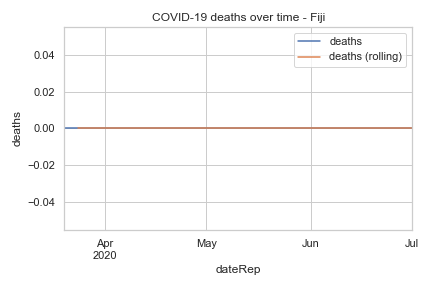 COVID-19 deaths over time - Fiji
deaths
deaths (rolling)
0.04
0.02
0.00
−0.02
−0.04
deaths
Apr
2020
May
Jun
Jul
dateRep